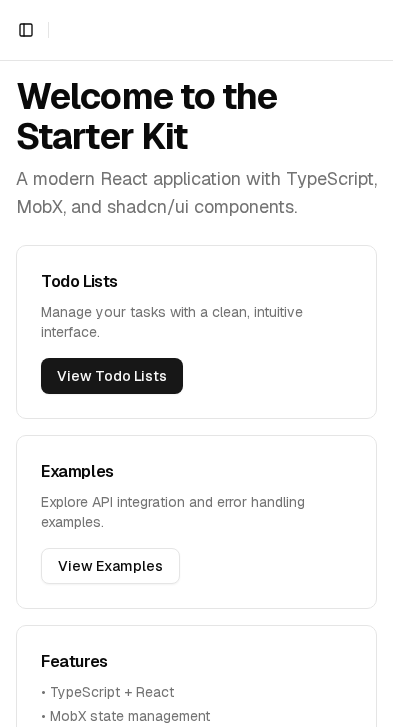 Welcome to the
Starter Kit
A modern React application with TypeScript,
MobX, and shadcn/ui components.
Todo Lists
Manage your tasks with a clean, intuitive
interface.
View Todo Lists
Examples
Explore API integration and error handling
examples.
View Examples
Features
• TypeScript + React
• MobX state management